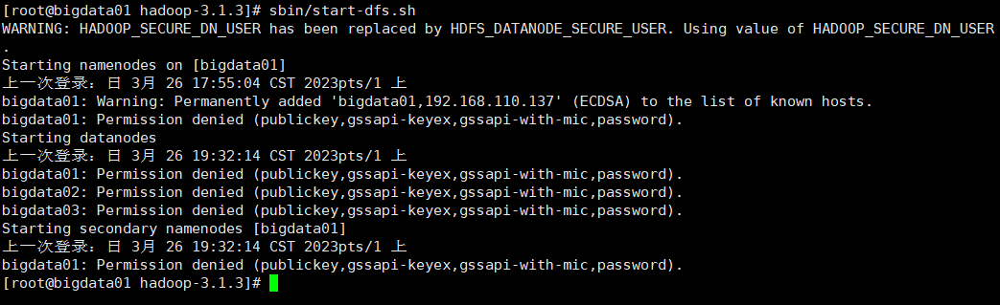 [root@bigdata01 hadoop-3.1.3]# sbin/start-dfs.sh
WARNING: HADOOP_SECURE_DN_USER has been replaced by HDFS_DATANODE_SECURE_USER. Using value of HADOOP_SECURE_DN_USER
.
Starting namenodes on [bigdata01]
上一次登录：日 3月 26 17:55:04 CST 2023pts/1 上
bigdata01: Warning: Permanently added 'bigdata01,192.168.110.137' (ECDSA) to the list of known hosts.
bigdata01: Permission denied (publickey,gssapi-keyex,gssapi-with-mic,password).
Starting datanodes
上一次登录：日 3月 26 19:32:14 CST 2023pts/1 上
bigdata01: Permission denied (publickey,gssapi-keyex,gssapi-with-mic,password).
bigdata02: Permission denied (publickey,gssapi-keyex,gssapi-with-mic,password).
bigdata03: Permission denied (publickey,gssapi-keyex,gssapi-with-mic,password).
Starting secondary namenodes [bigdata01]
上一次登录：日 3月 26 19:32:14 CST 2023pts/1 上
bigdata01: Permission denied (publickey,gssapi-keyex,gssapi-with-mic,password).
[root@bigdata01 hadoop-3.1.3]#